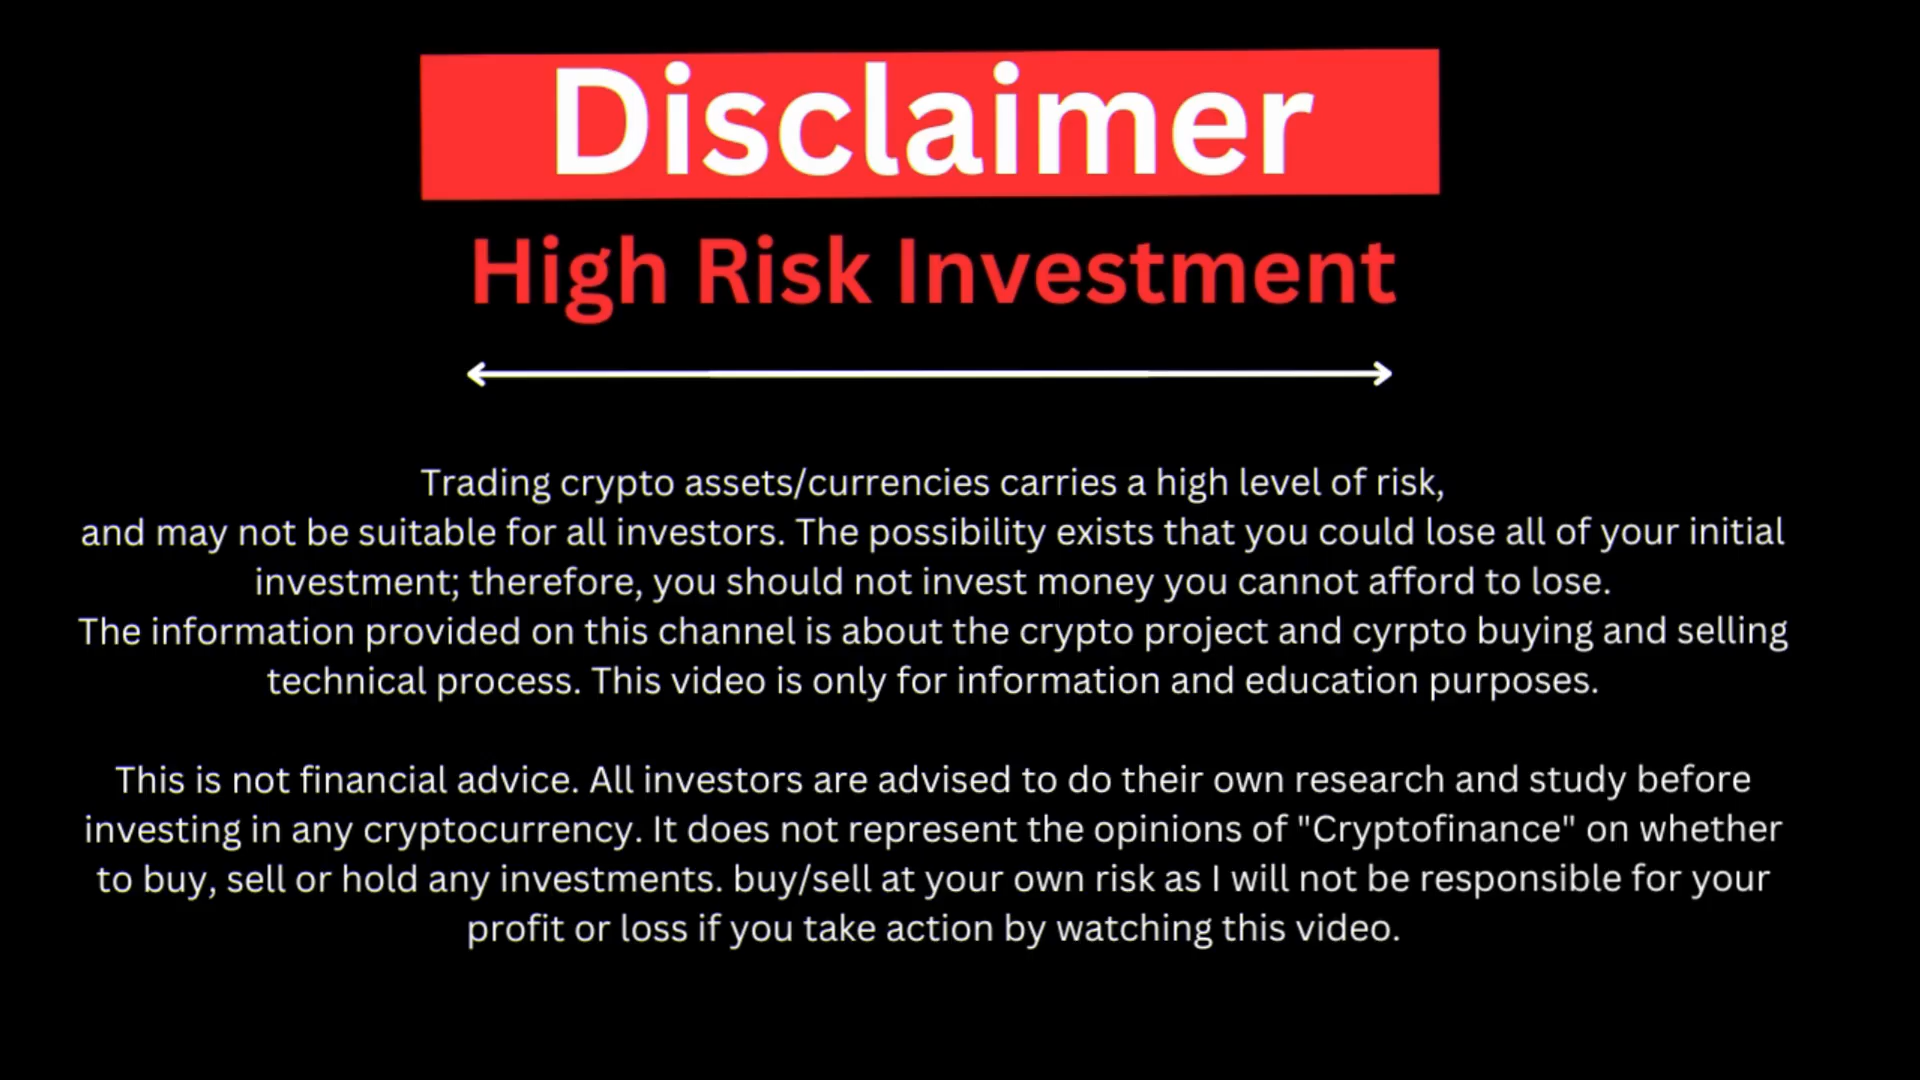 Disclaimer
High Risk Investment
Trading crypto assets/currencies carries a high level of risk,
and may not be suitable for all investors. The possibility exists that you could lose all of your initial
investment; therefore, you should not invest money you cannot afford to lose.
The information provided on this channel is about the crypto project and cyrpto buying and selling
technical process. This video is only for information and education purposes.
This is not financial advice. All investors are advised to do their own research and study before
investing in any cryptocurrency. It does not represent the opinions of "Cryptofinance" on whether
to buy, sell or hold any investments. buy/sell at your own risk as I will not be responsible for your
profit or loss if you take action by watching this video.